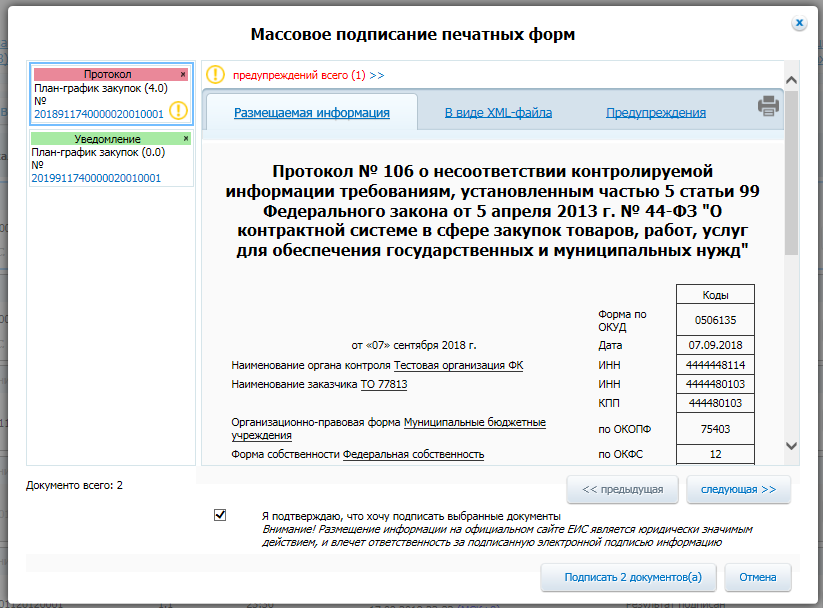 Массовое подписание печатных форм
Протокол ×
План-график закупок (4.0)
№
2018911740000020010001
Уведомление ×
План-график закупок (0.0)
№
2019911740000020010001
предупреждений всего (1) >>
Размещаемая информация
В виде XML-файла
Предупреждения
Протокол № 106 о несоответствии контролируемой
информации требованиям, установленным частью 5 статьи 99
Федерального закона от 5 апреля 2013 г. № 44-ФЗ "О
контрактной системе в сфере закупок товаров, работ, услуг
для обеспечения государственных и муниципальных нужд"
Коды
Форма по
ОКУД
0506135
от «07» сентября 2018 г.
Дата
07.09.2018
Наименование органа контроля Тестовая организация ФК
ИНН
4444448114
Наименование заказчика ТО 77813
ИНН
4444480103
КПП
444480103
Организационно-правовая форма Муниципальные бюджетные
учреждения
по ОКОПФ
75403
Форма собственности Федеральная собственность
по ОКФС
12
Документо всего: 2
<< предыдущая
следующая >>
Я подтверждаю, что хочу подписать выбранные документы
Внимание! Размещение информации на официальном сайте ЕИС является юридически значимым
действием, и влечет ответственность за подписанную электронной подписью информацию
Подписать 2 документов(а)
Отмена